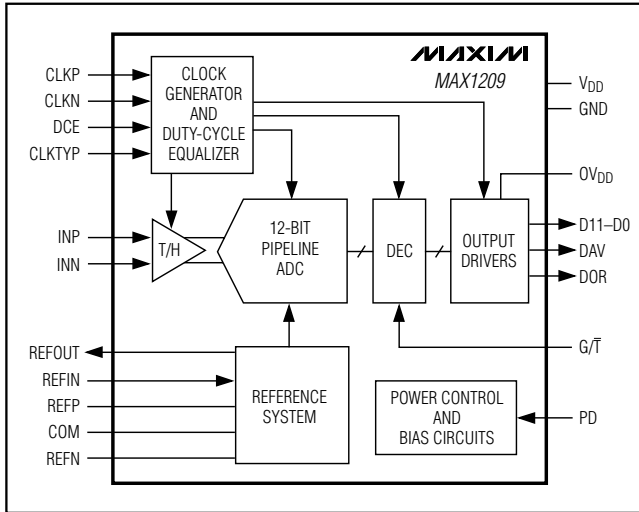 MAXIM
MAX1209
CLKP
CLKN
DCE
CLKTYP
CLOCK
GENERATOR
AND
DUTY-CYCLE
EQUALIZER
V_DD
GND
OV_DD
INP
INN
T/H
12-BIT
PIPELINE
ADC
DEC
OUTPUT
DRIVERS
D11–D0
DAV
DOR
G/T̅
REFOUT
REFIN
REFP
COM
REFN
REFERENCE
SYSTEM
POWER CONTROL
AND
BIAS CIRCUITS
PD